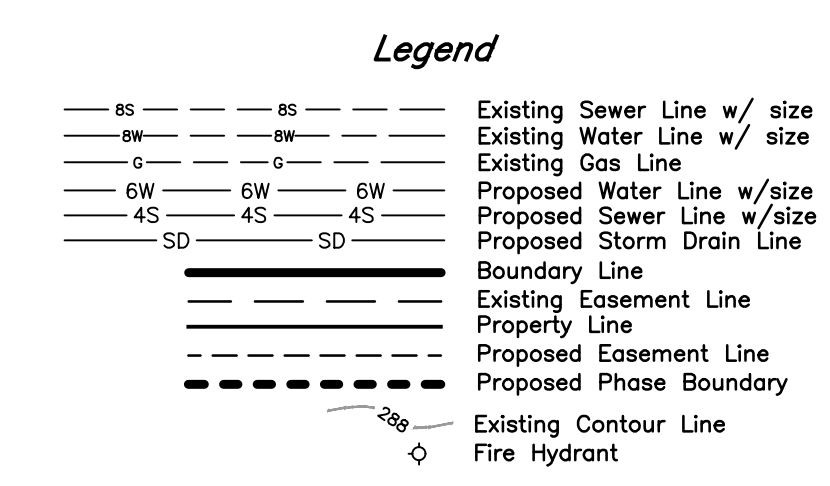 Legend
8S 8S Existing Sewer Line w/ size
8W 8W Existing Water Line w/ size
G G Existing Gas Line
6W 6W 6W Proposed Water Line w/size
4S 4S 4S Proposed Sewer Line w/size
SD SD Proposed Storm Drain Line
Boundary Line
Existing Easement Line
Property Line
Proposed Easement Line
Proposed Phase Boundary
288 Existing Contour Line
Fire Hydrant